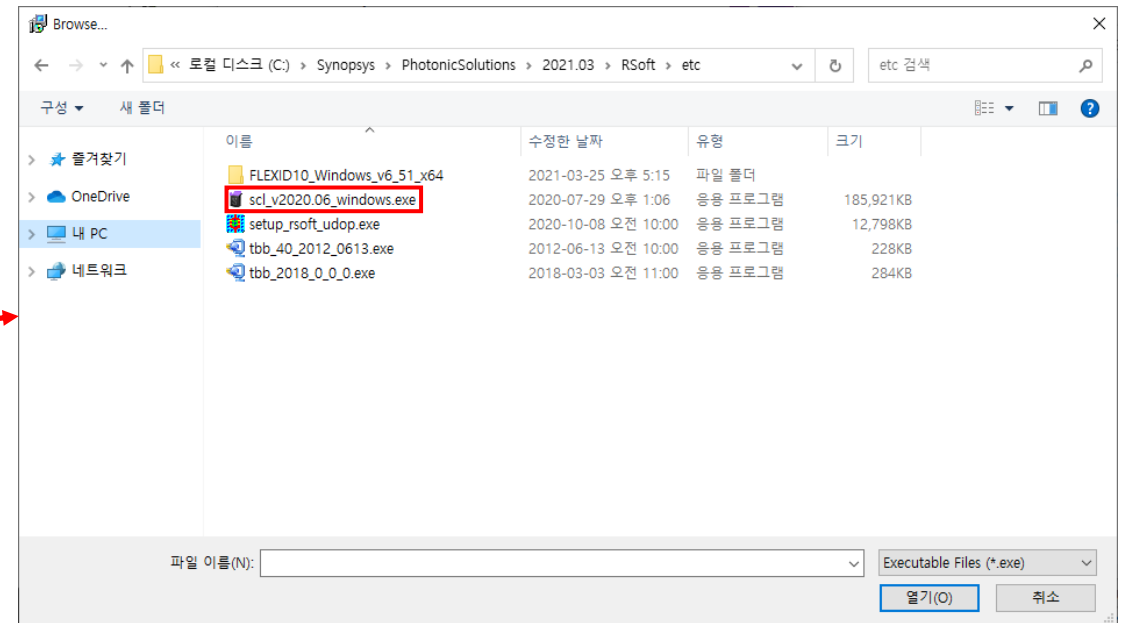 Browse...
« 로컬 디스크 (C:) › Synopsys › PhotonicSolutions › 2021.03 › RSoft › etc
etc 검색
구성 새 폴더
이름 수정한 날짜 유형 크기
즐겨찾기
OneDrive
내 PC
네트워크
FLEXID10_Windows_v6_51_x64 2021-03-25 오후 5:15 파일 폴더
scl_v2020.06_windows.exe 2020-07-29 오후 1:06 응용 프로그램 185,921KB
setup_rsoft_udop.exe 2020-10-08 오전 10:00 응용 프로그램 12,798KB
tbb_40_2012_0613.exe 2012-06-13 오전 10:00 응용 프로그램 228KB
tbb_2018_0_0_0.exe 2018-03-03 오전 11:00 응용 프로그램 284KB
파일 이름(N): Executable Files (*.exe)
열기(O) 취소